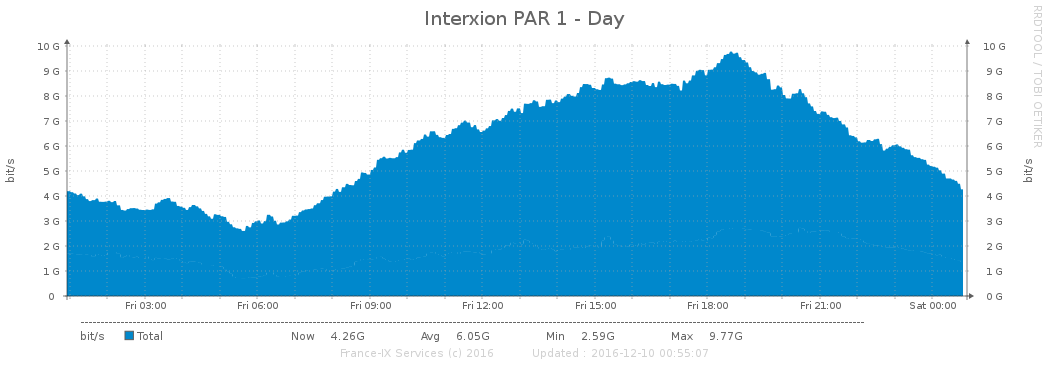 Interxion PAR 1 - Day
RRDTOOL / TOBI OETIKER
bit/s
10 G
9 G
8 G
7 G
6 G
5 G
4 G
3 G
2 G
1 G
0
10 G
9 G
8 G
7 G
6 G
5 G
4 G
3 G
2 G
1 G
0 G
bit/s
Fri 03:00 Fri 06:00 Fri 09:00 Fri 12:00 Fri 15:00 Fri 18:00 Fri 21:00 Sat 00:00
bit/s Total Now 4.26G Avg 6.05G Min 2.59G Max 9.77G
France-IX Services (c) 2016 Updated : 2016-12-10 00:55:07